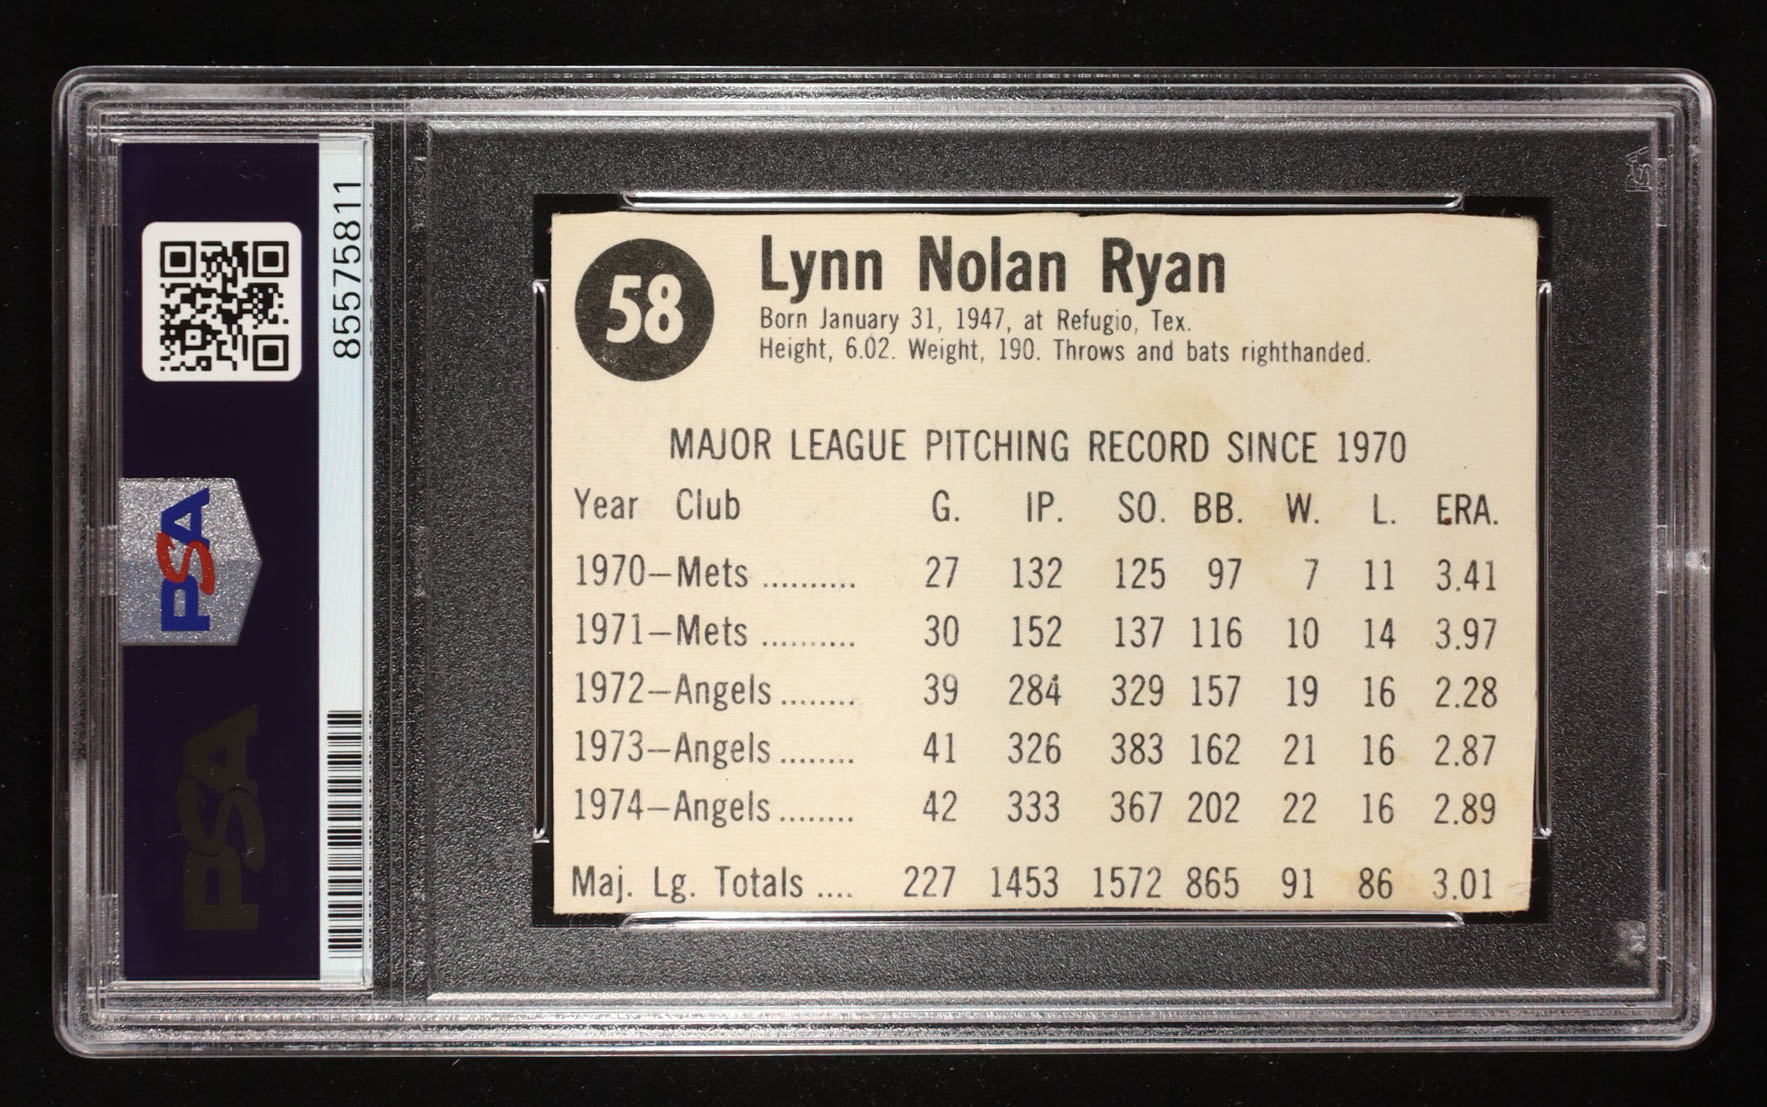 85575811
PSA
PSA
58
Lynn Nolan Ryan
Born January 31, 1947, at Refugio, Tex.
Height, 6.02. Weight, 190. Throws and bats righthanded.
MAJOR LEAGUE PITCHING RECORD SINCE 1970
Year Club G. IP. SO. BB. W. L. ERA.
1970—Mets .......... 27 132 125 97 7 11 3.41
1971—Mets .......... 30 152 137 116 10 14 3.97
1972—Angels ........ 39 284 329 157 19 16 2.28
1973—Angels ........ 41 326 383 162 21 16 2.87
1974—Angels ........ 42 333 367 202 22 16 2.89
Maj. Lg. Totals .... 227 1453 1572 865 91 86 3.01
PSA